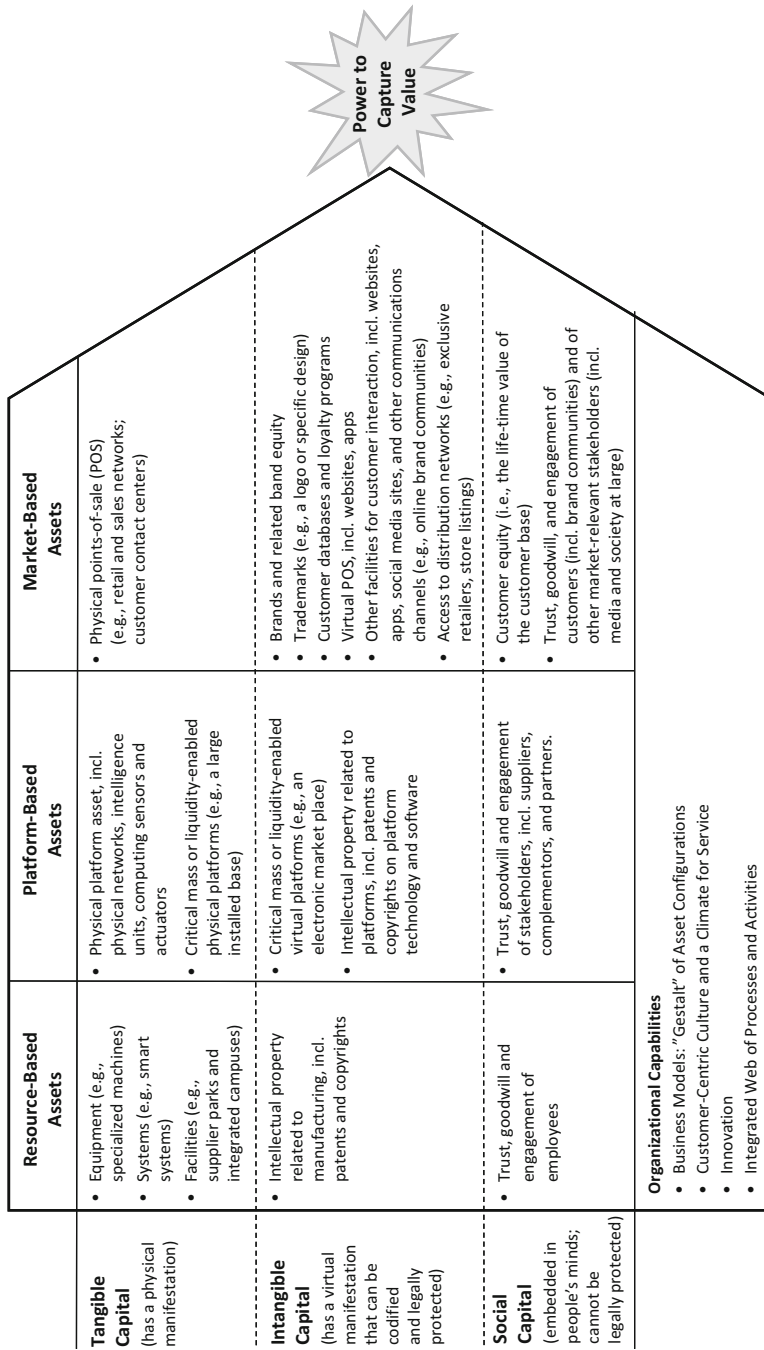 Resource-Based
Assets
Platform-Based
Assets
Market-Based
Assets
Tangible
Capital
(has a physical
manifestation)
• Equipment (e.g.,
specialized machines)
• Systems (e.g., smart
systems)
• Facilities (e.g.,
supplier parks and
integrated campuses)
• Physical platform asset, incl.
physical networks, intelligence
units, computing sensors and
actuators
• Critical mass or liquidity-enabled
physical platforms (e.g., a large
installed base)
• Physical points-of-sale (POS)
(e.g., retail and sales networks;
customer contact centers)
Intangible
Capital
(has a virtual
manifestation
that can be
codified
and legally
protected)
• Intellectual property
related to
manufacturing, incl.
patents and copyrights
• Critical mass or liquidity-enabled
virtual platforms (e.g., an
electronic market place)
• Intellectual property related to
platforms, incl. patents and
copyrights on platform
technology and software
• Brands and related band equity
• Trademarks (e.g., a logo or specific design)
• Customer databases and loyalty programs
• Virtual POS, incl. websites, apps
• Other facilities for customer interaction, incl. websites,
apps, social media sites, and other communications
channels (e.g., online brand communities)
• Access to distribution networks (e.g., exclusive
retailers, store listings)
Social
Capital
(embedded in
people's minds;
cannot be
legally protected)
• Trust, goodwill and
engagement of
employees
• Trust, goodwill and engagement
of stakeholders, incl. suppliers,
complementors, and partners.
• Customer equity (i.e., the life-time value of
the customer base)
• Trust, goodwill, and engagement of
customers (incl. brand communities) and of
other market-relevant stakeholders (incl.
media and society at large)
Organizational Capabilities
• Business Models: "Gestalt" of Asset Configurations
• Customer-Centric Culture and a Climate for Service
• Innovation
• Integrated Web of Processes and Activities
Power to
Capture
Value